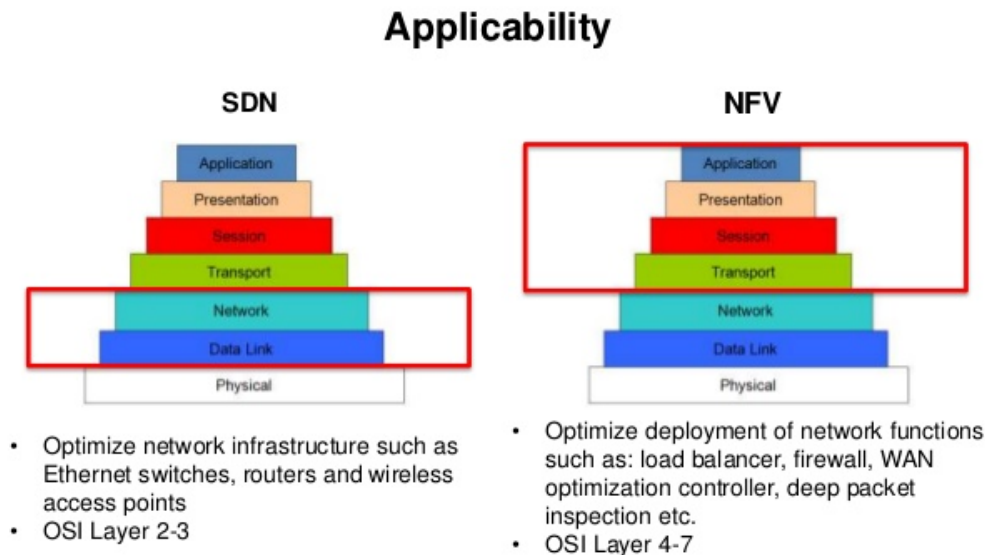 Applicability
SDN
Application
Presentation
Session
Transport
Network
Data Link
Physical
• Optimize network infrastructure such as
Ethernet switches, routers and wireless
access points
• OSI Layer 2-3
NFV
Application
Presentation
Session
Transport
Network
Data Link
Physical
• Optimize deployment of network functions
such as: load balancer, firewall, WAN
optimization controller, deep packet
inspection etc.
• OSI Layer 4-7